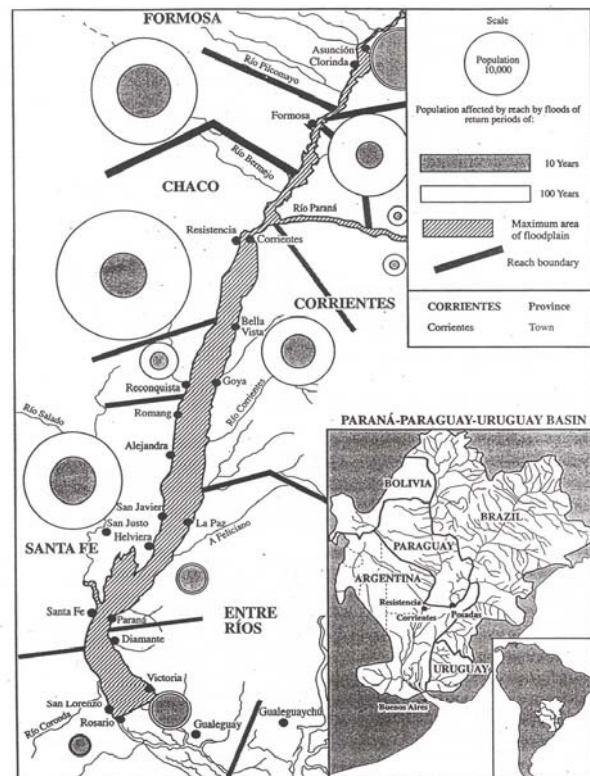 FORMOSA
Asunción
Clorinda
Río Pilcomayo
Formosa
Río Bermejo
CHACO
Río Paraná
Resistencia
Corrientes
CORRIENTES
Bella
Vista
Reconquista
Goya
Romang
Río Corrientes
Río Salado
Alejandra
San Javier
San Justo
La Paz
Helviera
A Feliciano
SANTA FE
Santa Fe
Paraná
ENTRE
RÍOS
Diamante
Victoria
San Lorenzo
Río Coronda
Rosario
Gualeguay
Gualeguaychú
Scale
Population
10,000
Population affected by reach by floods of
return periods of:
10 Years
100 Years
Maximum area
of floodplain
Reach boundary
CORRIENTES Province
Corrientes Town
PARANÁ-PARAGUAY-URUGUAY BASIN
BOLIVIA
BRAZIL
PARAGUAY
ARGENTINA
Resistencia
Corrientes
Posadas
URUGUAY
Buenos Aires